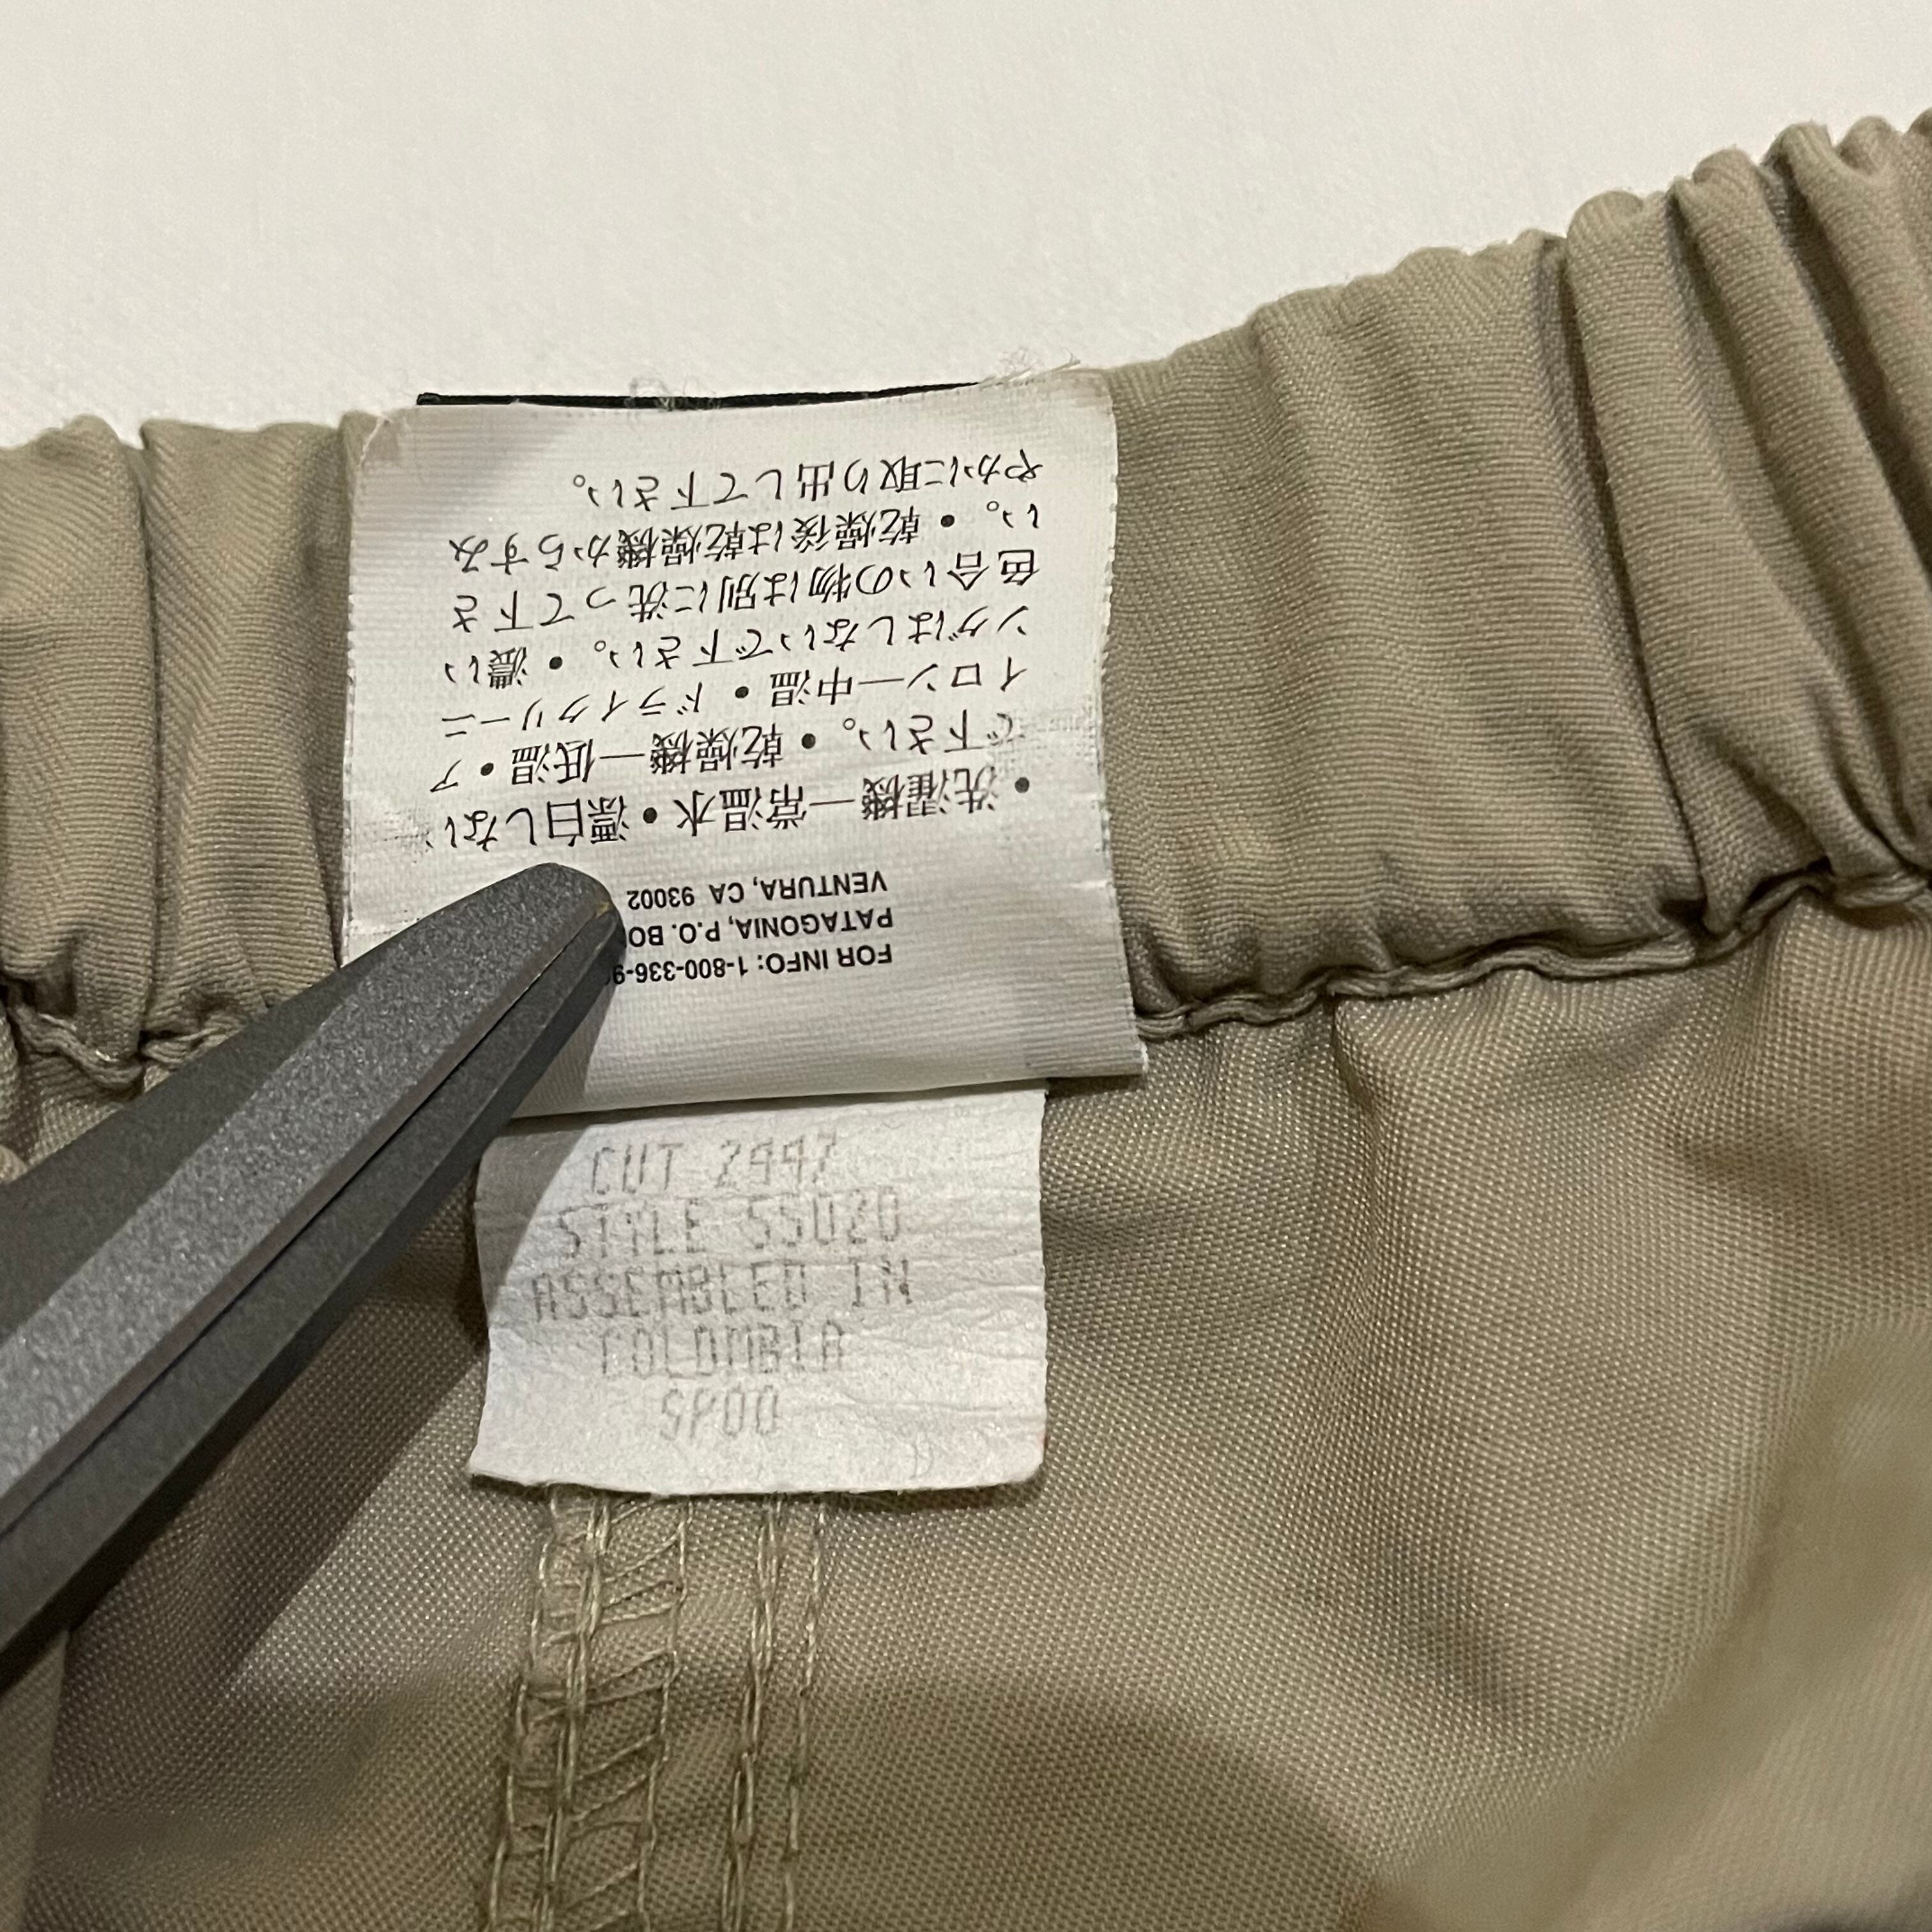 FOR INFO: 1-800-336-9
PATAGONIA, P.O. BO
VENTURA, CA 93002
•洗濯機—常温水•漂白しない
で下さい。•乾燥機—低温•ア
イロン—中温•ドライクリーニ
ングはしないで下さい。•濃い
色合いの物は別に洗って下さ
い。•乾燥後は乾燥機からすみ
やかに取り出して下さい。
CUT 2447
STYLE 55020
ASSEMBLED IN
COLOMBIA
SP00